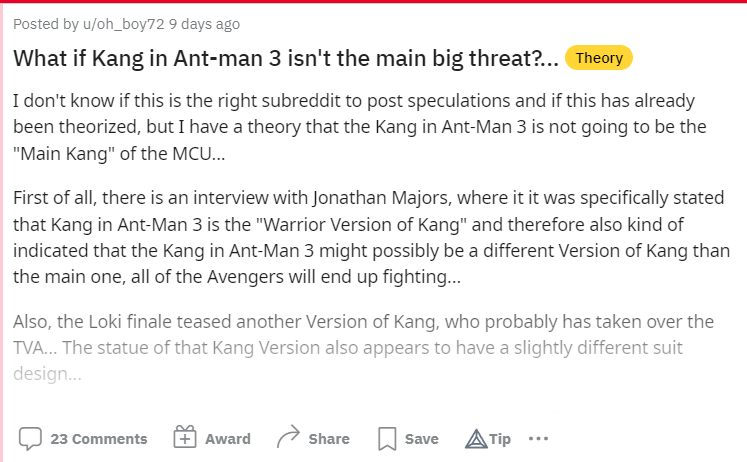 Posted by u/oh_boy72 9 days ago
What if Kang in Ant-man 3 isn't the main big threat?... Theory
I don't know if this is the right subreddit to post speculations and if this has already
been theorized, but I have a theory that the Kang in Ant-Man 3 is not going to be the
"Main Kang" of the MCU...
First of all, there is an interview with Jonathan Majors, where it it was specifically stated
that Kang in Ant-Man 3 is the "Warrior Version of Kang" and therefore also kind of
indicated that the Kang in Ant-Man 3 might possibly be a different Version of Kang than
the main one, all of the Avengers will end up fighting...
Also, the Loki finale teased another Version of Kang, who probably has taken over the
TVA... The statue of that Kang Version also appears to have a slightly different suit
design...
23 Comments Award Share Save Tip